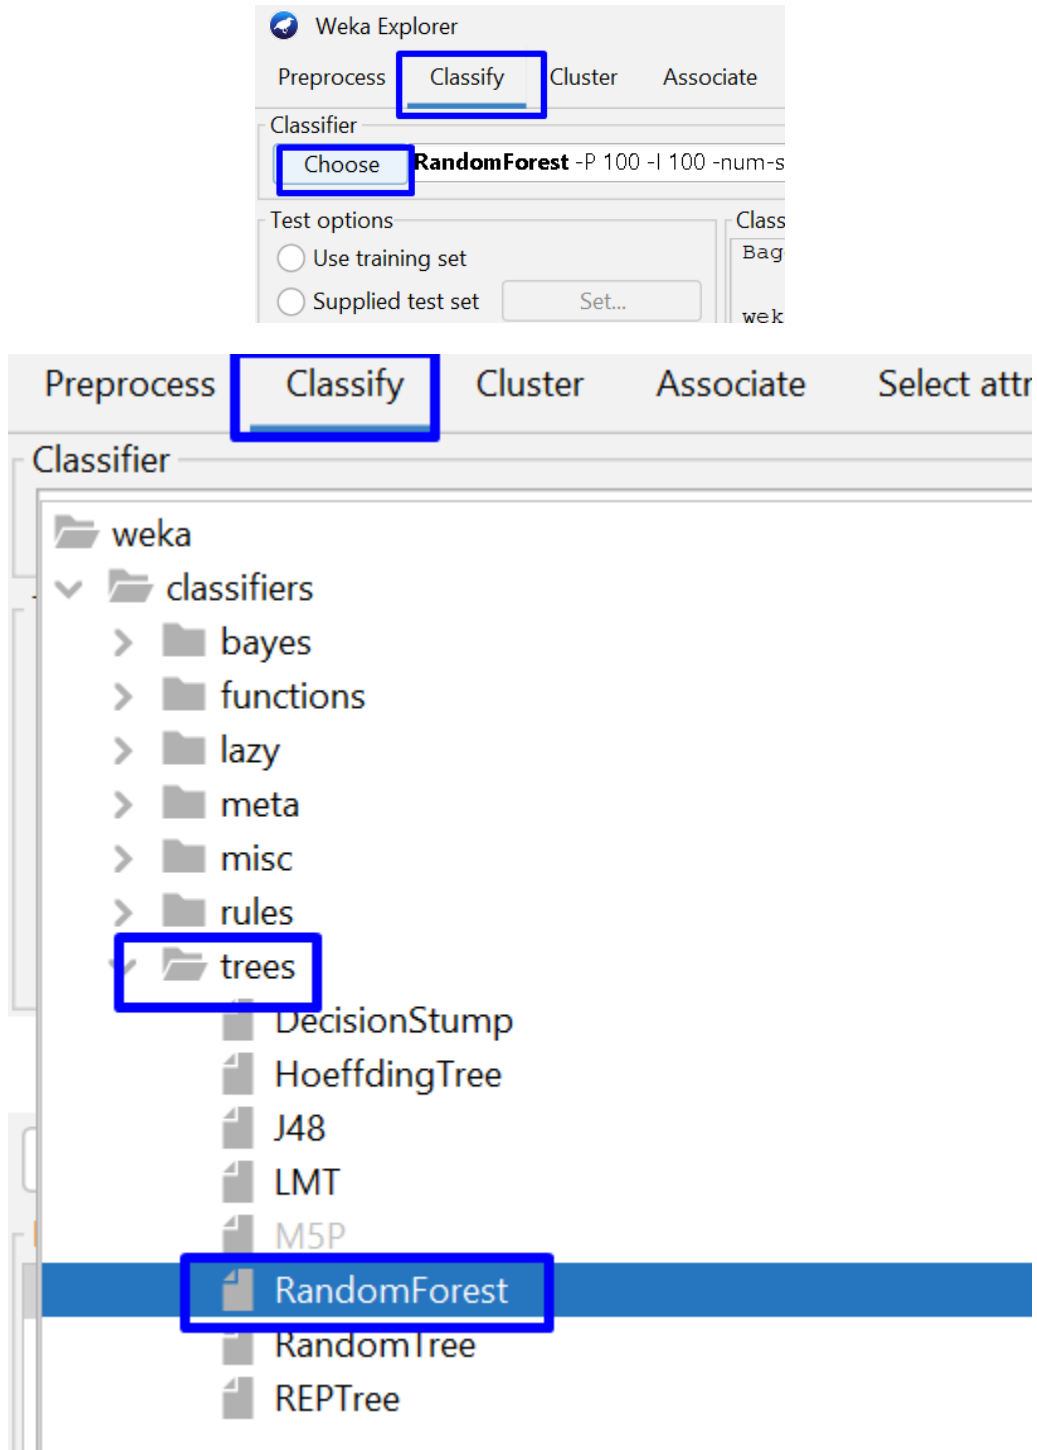 Weka Explorer
Preprocess Classify Cluster Associate
Classifier
Choose RandomForest -P 100 -I 100 -num-s
Test options Class
Use training set Bag
Supplied test set Set... wek
Preprocess Classify Cluster Associate Select attr
Classifier
weka
classifiers
bayes
functions
lazy
meta
misc
rules
trees
DecisionStump
HoeffdingTree
J48
LMT
M5P
RandomForest
RandomTree
REPTree